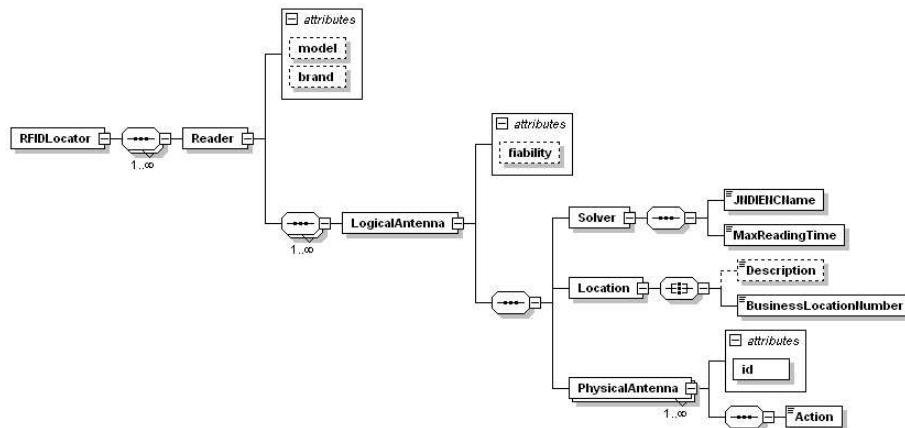 attributes
model
brand
RFIDLocator
Reader
1..∞
attributes
fiability
LogicalAntenna
1..∞
Solver
JNDIENCName
MaxReadingTime
Location
Description
BusinessLocationNumber
attributes
id
PhysicalAntenna
1..∞
Action